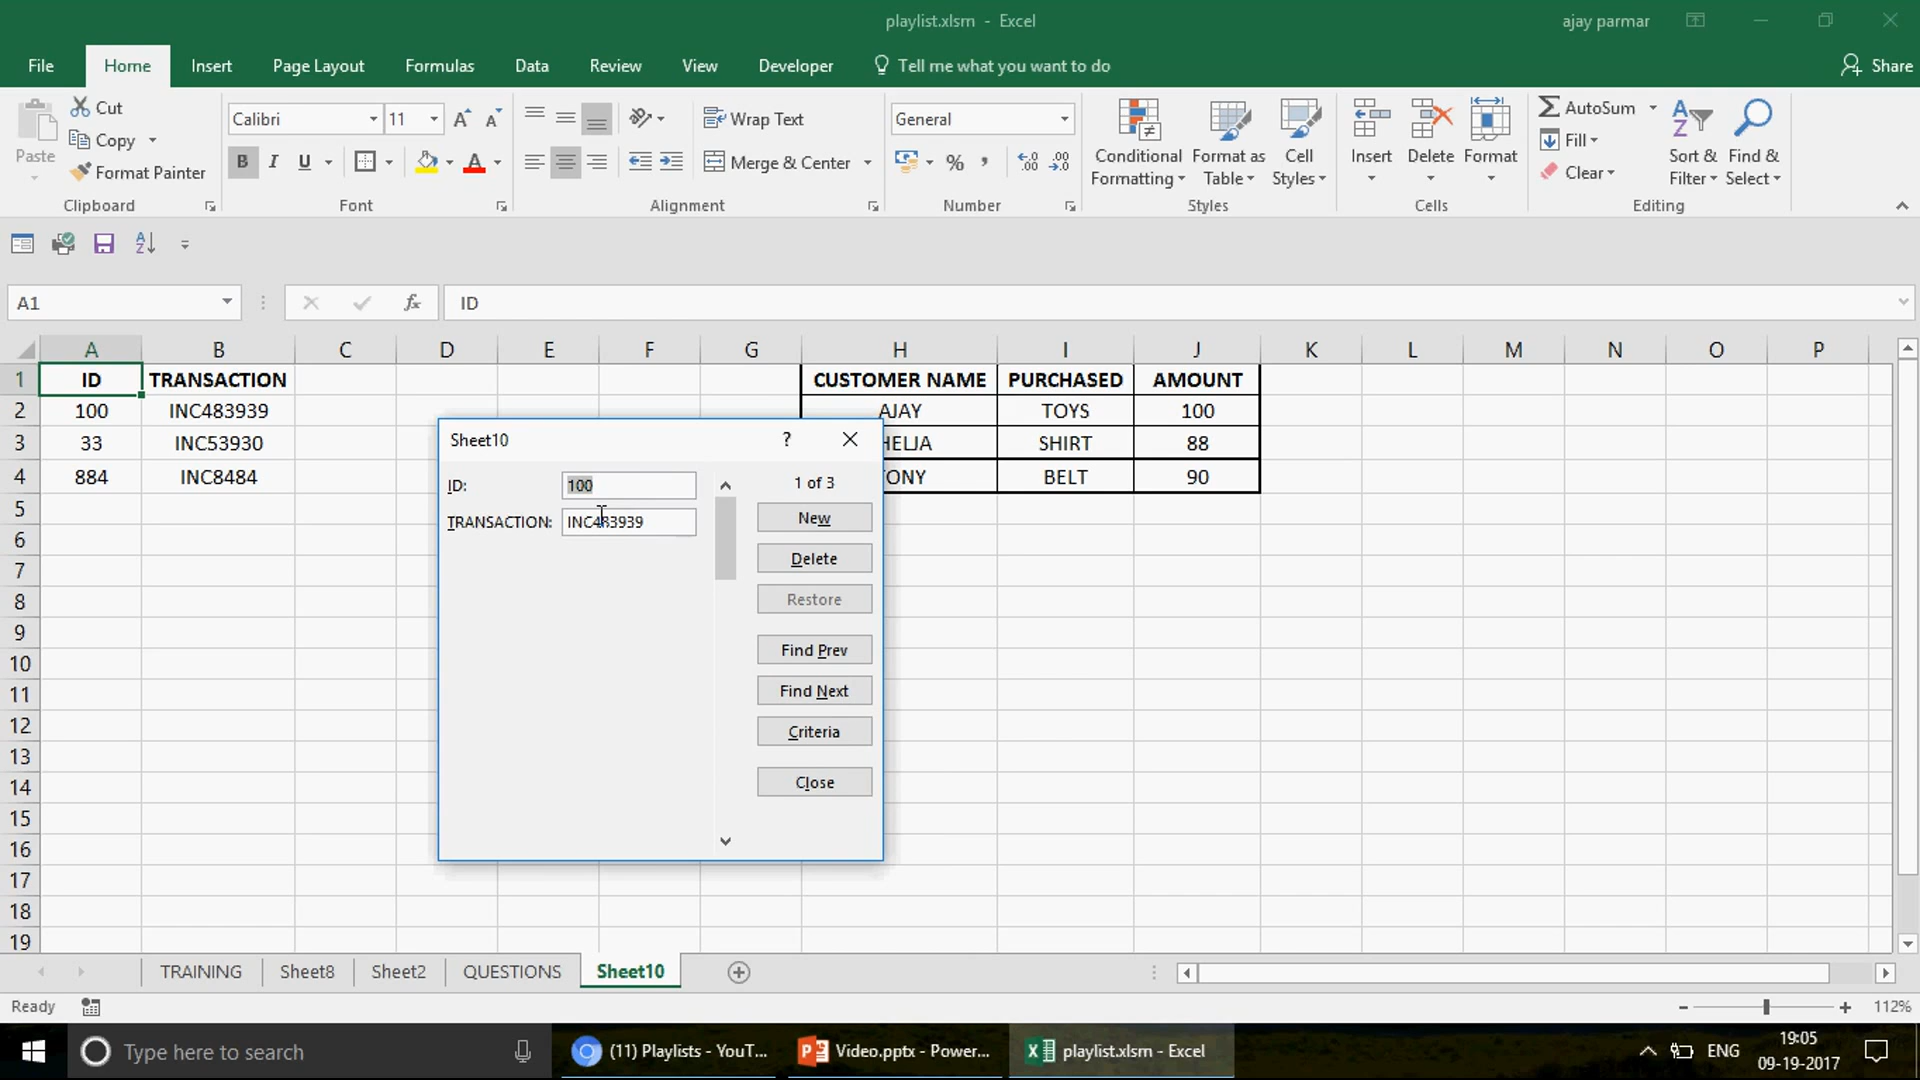 playlist.xlsm - Excel
ajay parmar
File Home Insert Page Layout Formulas Data Review View Developer Tell me what you want to do Share
Paste
Cut
Copy
Format Painter
Clipboard
Calibri 11
B I U A
Font
Wrap Text
Merge & Center
Alignment
General
%
Number
Conditional Formatting
Format as Table
Cell Styles
Styles
Insert Delete Format
Cells
AutoSum
Fill
Clear
Sort & Filter
Find & Select
Editing
A1 fx ID
A B C D E F G H I J K L M N O P
1 ID TRANSACTION CUSTOMER NAME PURCHASED AMOUNT
2 100 INC483939 AJAY TOYS 100
3 33 INC53930 HELJA SHIRT 88
4 884 INC8484 ONY BELT 90
5
6
7
8
9
10
11
12
13
14
15
16
17
18
19
Sheet10 ?
ID: 100
TRANSACTION: INC483939
1 of 3
New
Delete
Restore
Find Prev
Find Next
Criteria
Close
TRAINING Sheet8 Sheet2 QUESTIONS Sheet10
Ready 112%
Type here to search
(11) Playlists - YouT...
Video.pptx - Power...
playlist.xlsm - Excel
ENG
19:05
09-19-2017